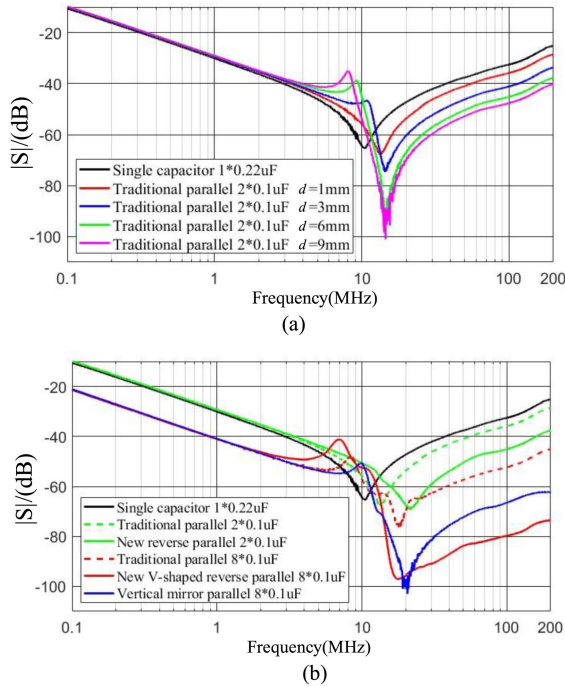 |S|/(dB)
-20
-40
-60
-80
-100
Single capacitor 1*0.22uF
Traditional parallel 2*0.1uF d=1mm
Traditional parallel 2*0.1uF d=3mm
Traditional parallel 2*0.1uF d=6mm
Traditional parallel 2*0.1uF d=9mm
0.1 1 10 100 200
Frequency(MHz)
(a)
|S|/(dB)
-20
-40
-60
-80
-100
Single capacitor 1*0.22uF
Traditional parallel 2*0.1uF
New reverse parallel 2*0.1uF
Traditional parallel 8*0.1uF
New V-shaped reverse parallel 8*0.1uF
Vertical mirror parallel 8*0.1uF
0.1 1 10 100 200
Frequency(MHz)
(b)